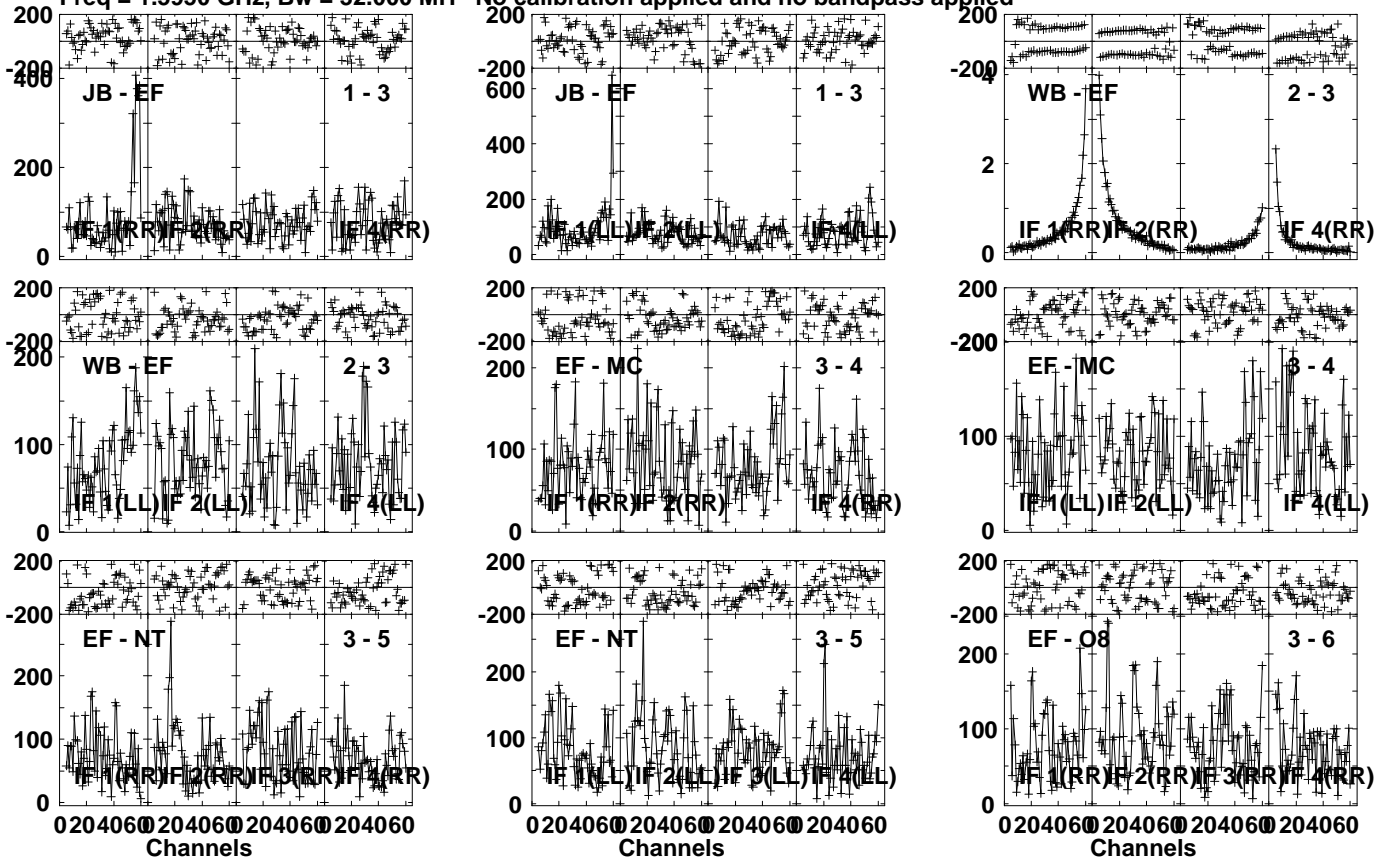 Freq = GHz, Bw = 32.000 MH No calibration applied and no bandpass applied
200
-200
400
200
0
JB - EF 1 - 3
IF 1(RR) IF 2(RR) IF 4(RR)
200
-200
600
400
200
0
JB - EF 1 - 3
IF 1(LL) IF 2(LL) IF 4(LL)
200
-200
4
2
0
WB - EF 2 - 3
IF 1(RR) IF 2(RR) IF 4(RR)
200
-200
200
100
0
WB - EF 2 - 3
IF 1(LL) IF 2(LL) IF 4(LL)
200
-200
200
100
0
EF - MC 3 - 4
IF 1(RR) IF 2(RR) IF 4(RR)
200
-200
200
100
0
EF - MC 3 - 4
IF 1(LL) IF 2(LL) IF 4(LL)
200
-200
200
100
0
EF - NT 3 - 5
IF 1(RR) IF 2(RR) IF 3(RR) IF 4(RR)
0 20 40 60 0 20 40 60 0 20 40 60 0 20 40 60
Channels
200
-200
200
100
0
EF - NT 3 - 5
IF 1(LL) IF 2(LL) IF 3(LL) IF 4(LL)
0 20 40 60 0 20 40 60 0 20 40 60 0 20 40 60
Channels
200
-200
200
100
0
EF - O8 3 - 6
IF 1(RR) IF 2(RR) IF 3(RR) IF 4(RR)
0 20 40 60 0 20 40 60 0 20 40 60 0 20 40 60
Channels